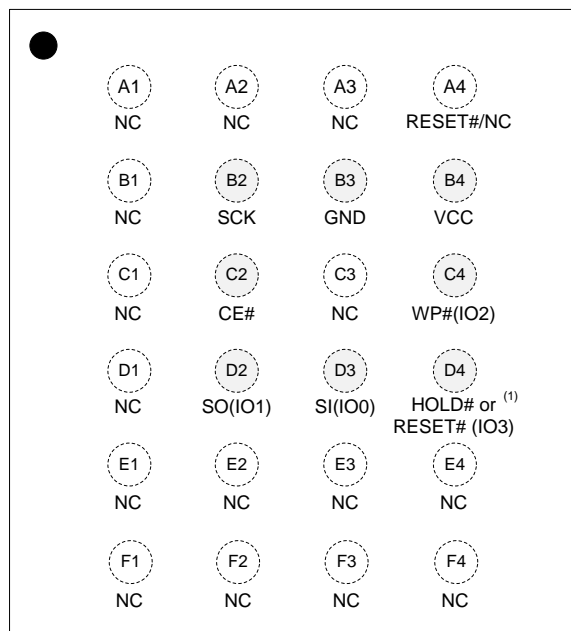 A1 A2 A3 A4
NC NC NC RESET#/NC
B1 B2 B3 B4
NC SCK GND VCC
C1 C2 C3 C4
NC CE# NC WP#(IO2)
D1 D2 D3 D4
NC SO(IO1) SI(IO0) HOLD# or (1)
RESET# (IO3)
E1 E2 E3 E4
NC NC NC NC
F1 F2 F3 F4
NC NC NC NC